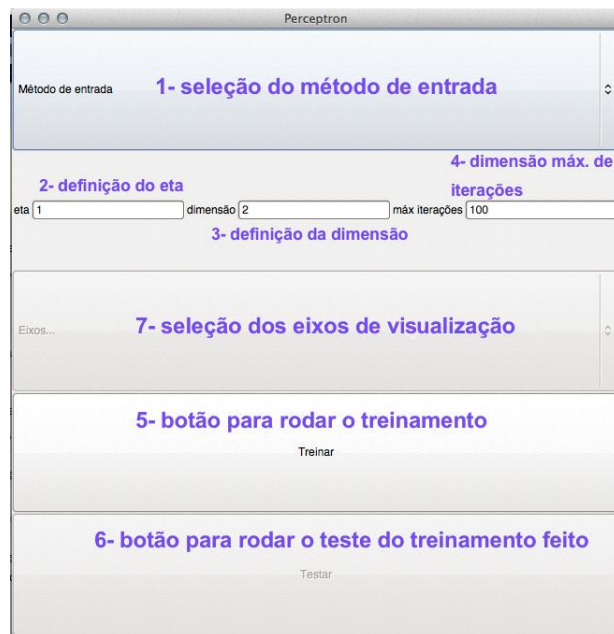 Perceptron
Método de entrada
1- seleção do método de entrada
4- dimensão máx. de
iterações
2- definição do eta
eta 1 dimensão 2 máx iterações 100
3- definição da dimensão
Eixos...
7- seleção dos eixos de visualização
5- botão para rodar o treinamento
Treinar
6- botão para rodar o teste do treinamento feito
Testar